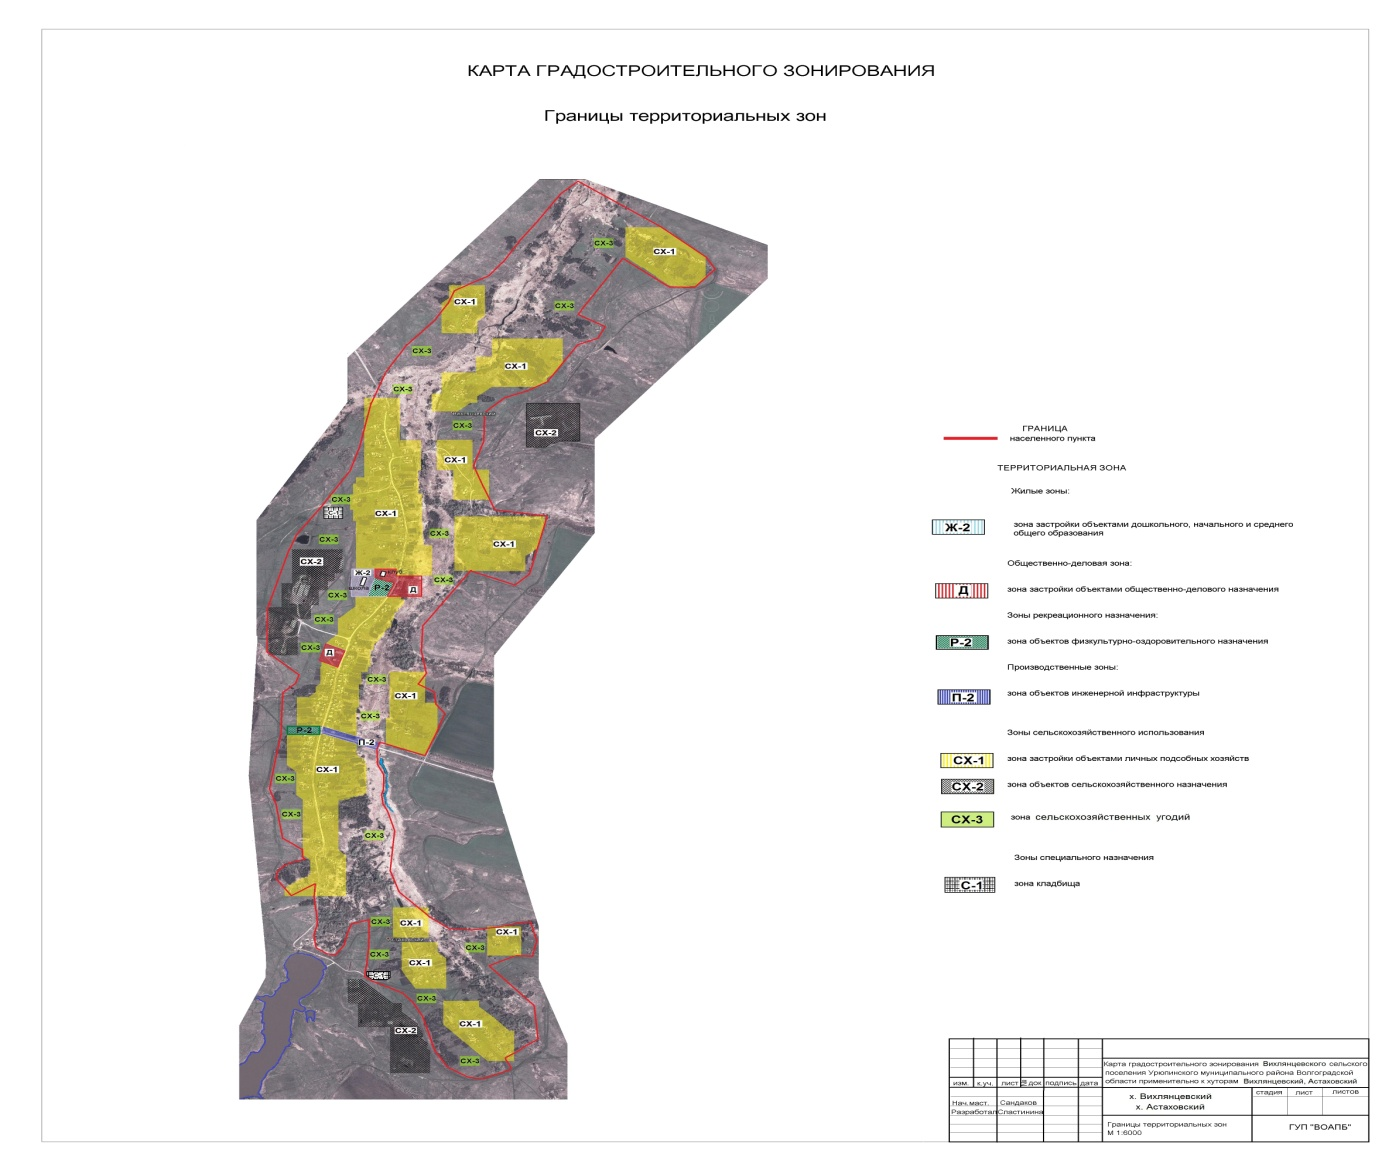 КАРТА ГРАДОСТРОИТЕЛЬНОГО ЗОНИРОВАНИЯ
Границы территориальных зон
СХ-3
СХ-1
СХ-1
СХ-3
СХ-3
СХ-1
СХ-3
СХ-3
СХ-2
СХ-1
СХ-3
СХ-1
СХ-3
СХ-3
СХ-1
СХ-2
Ж-2
школа
Р-2
Д
СХ-3
СХ-3
СХ-3
СХ-3
Д
СХ-3
СХ-1
СХ-3
Р-2
П-2
СХ-1
СХ-3
СХ-3
СХ-3
СХ-3
СХ-1
СХ-1
СХ-3
СХ-3
СХ-1
СХ-3
СХ-1
СХ-2
СХ-3
ГРАНИЦА
населенного пункта
ТЕРРИТОРИАЛЬНАЯ ЗОНА
Жилые зоны:
Ж-2 зона застройки объектами дошкольного, начального и среднего
общего образования
Общественно-деловая зона:
Д зона застройки объектами общественно-делового назначения
Зоны рекреационного назначения:
Р-2 зона объектов физкультурно-оздоровительного назначения
Производственные зоны:
П-2 зона объектов инженерной инфраструктуры
Зоны сельскохозяйственного использования
СХ-1 зона застройки объектами личных подсобных хозяйств
СХ-2 зона объектов сельскохозяйственного назначения
СХ-3 зона сельскохозяйственных угодий
Зоны специального назначения
С-1 зона кладбища
Карта градостроительного зонирования Вихлянцевского сельского
поселения Урюпинского муниципального района Волгоградской
области применительно к хуторам Вихлянцевский, Астаховский
изм. к.уч. лист № док подпись дата
Нач.маст. Сандаков
Разработал Сластинина
х. Вихлянцевский
х. Астаховский
стадия лист листов
Границы территориальных зон
М 1:6000
ГУП "ВОАПБ"